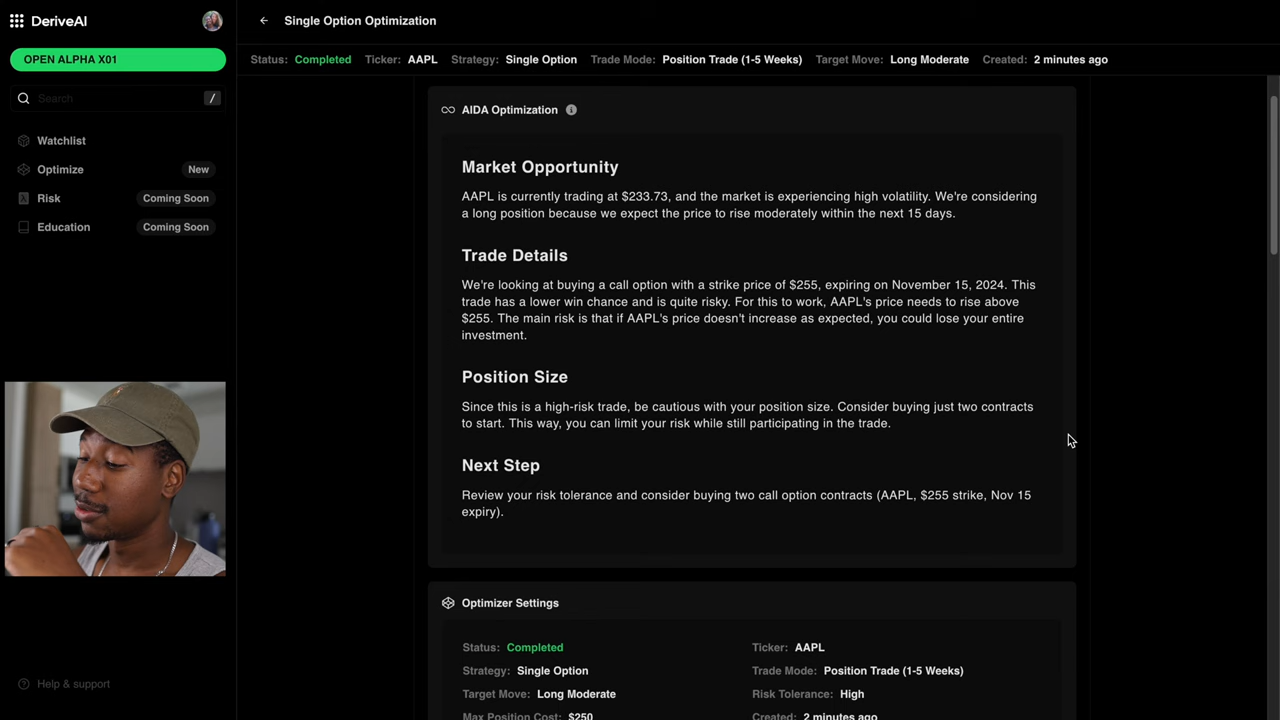 DeriveAI
OPEN ALPHA X01
Search /
Watchlist
Optimize New
Risk Coming Soon
Education Coming Soon
Help & support
Single Option Optimization
Status: Completed Ticker: AAPL Strategy: Single Option Trade Mode: Position Trade (1-5 Weeks) Target Move: Long Moderate Created: 2 minutes ago
AIDA Optimization
Market Opportunity
AAPL is currently trading at $233.73, and the market is experiencing high volatility. We're considering
a long position because we expect the price to rise moderately within the next 15 days.
Trade Details
We're looking at buying a call option with a strike price of $255, expiring on November 15, 2024. This
trade has a lower win chance and is quite risky. For this to work, AAPL's price needs to rise above
$255. The main risk is that if AAPL's price doesn't increase as expected, you could lose your entire
investment.
Position Size
Since this is a high-risk trade, be cautious with your position size. Consider buying just two contracts
to start. This way, you can limit your risk while still participating in the trade.
Next Step
Review your risk tolerance and consider buying two call option contracts (AAPL, $255 strike, Nov 15
expiry).
Optimizer Settings
Status: Completed Ticker: AAPL
Strategy: Single Option Trade Mode: Position Trade (1-5 Weeks)
Target Move: Long Moderate Risk Tolerance: High
Max Position Cost: $250 Created: 2 minutes ago